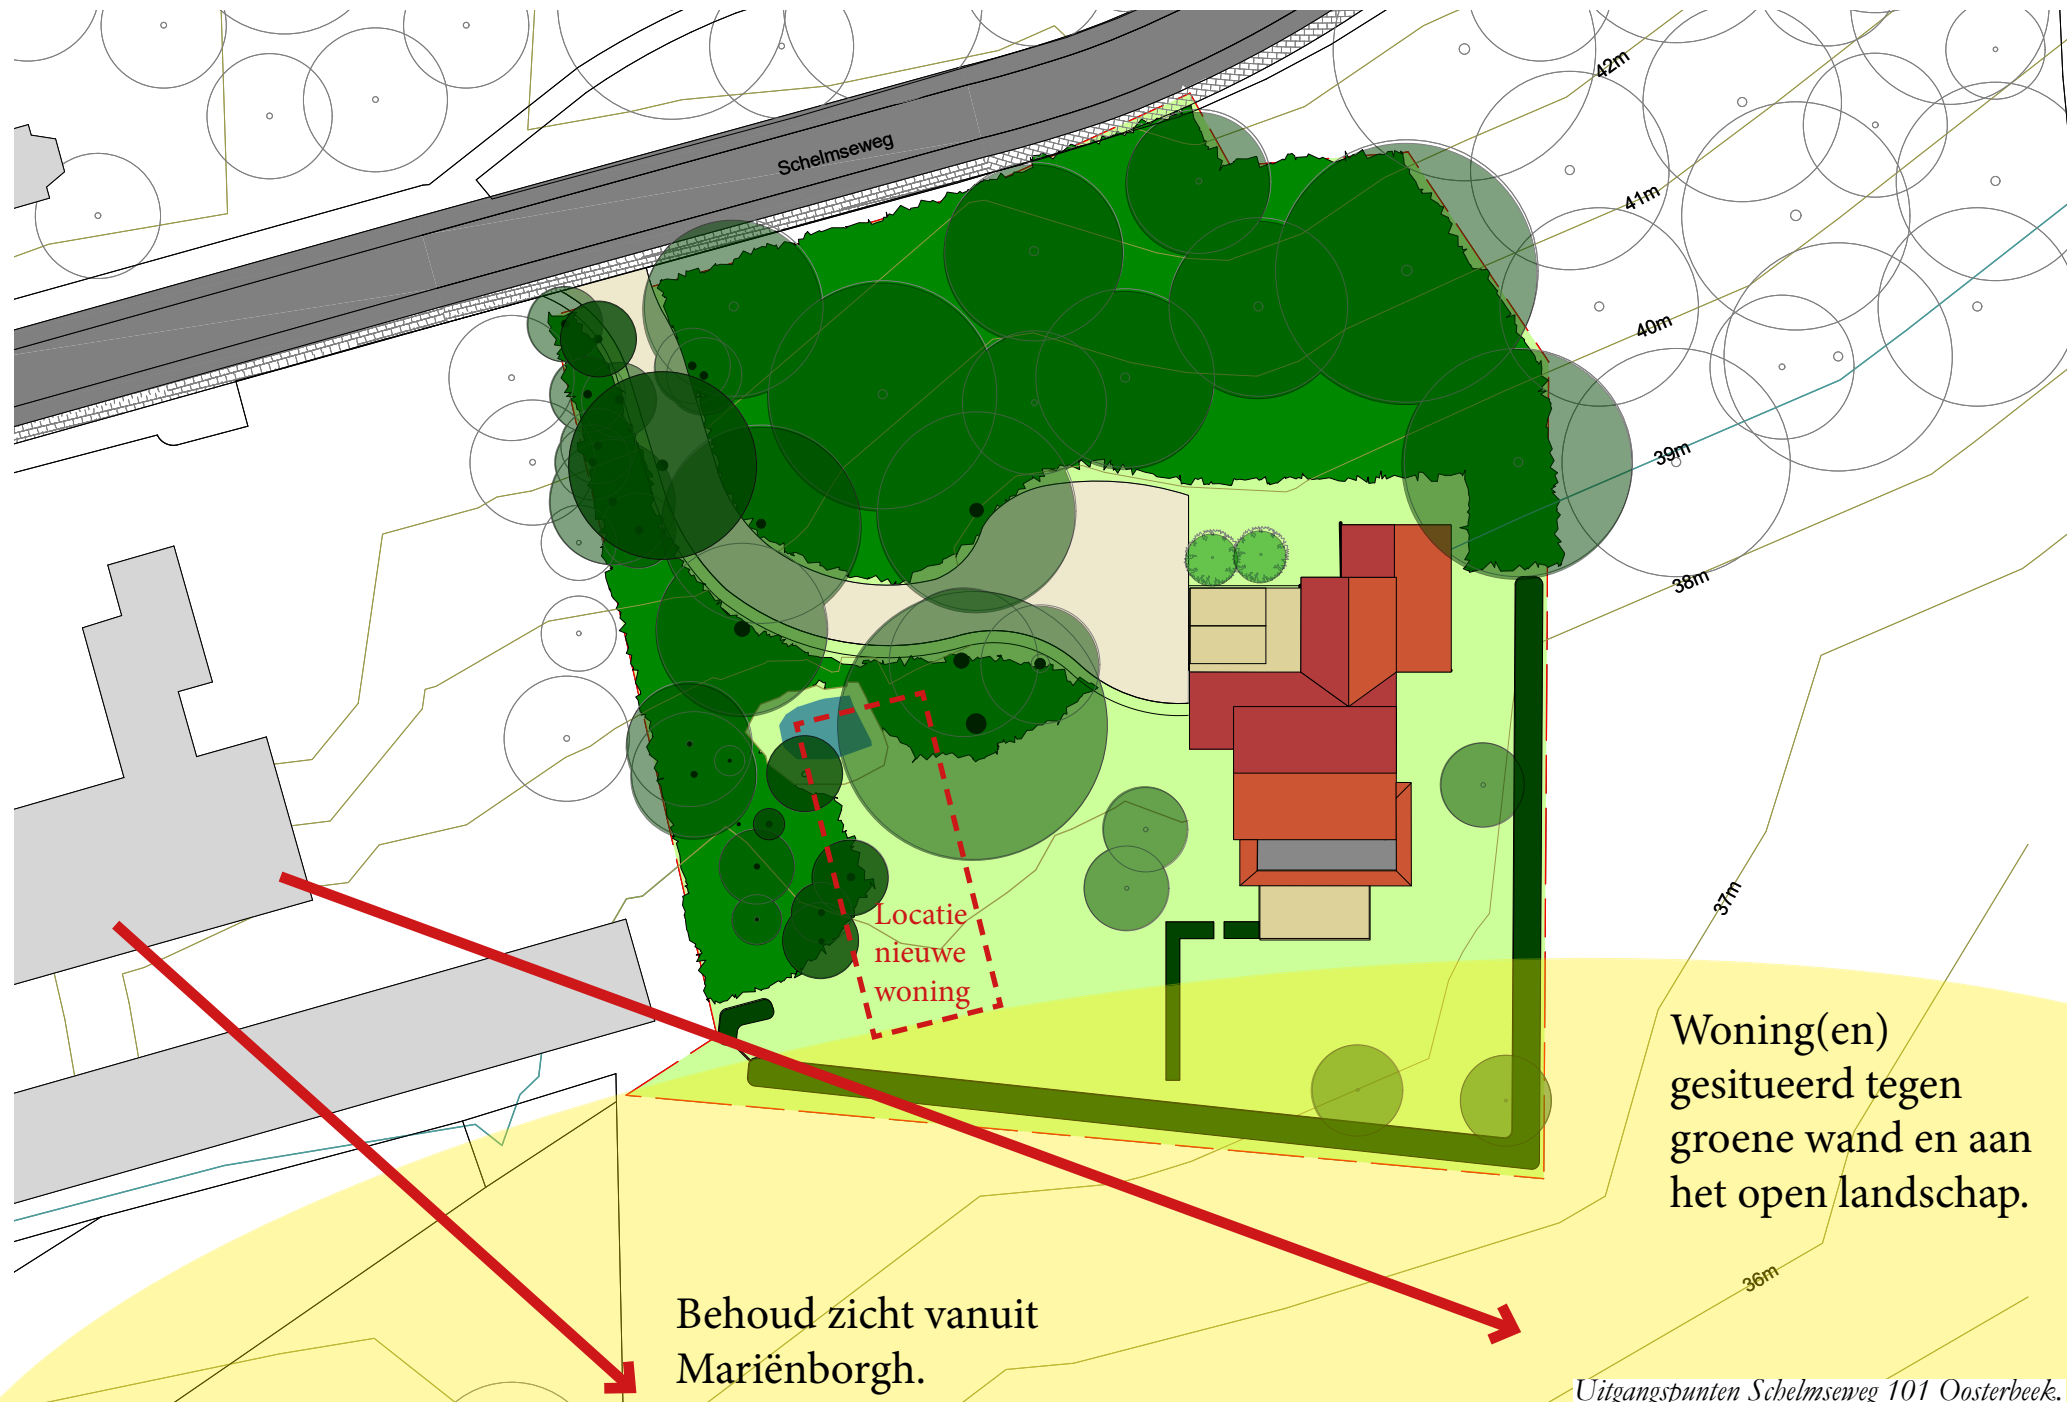 Schelmseweg
42m
41m
40m
39m
38m
37m
36m
Locatie
nieuwe
woning
Woning(en)
gesitueerd tegen
groene wand en aan
het open landschap.
Behoud zicht vanuit
Mariënborgh.
Uitgangspunten Schelmseweg 101 Oosterbeek.